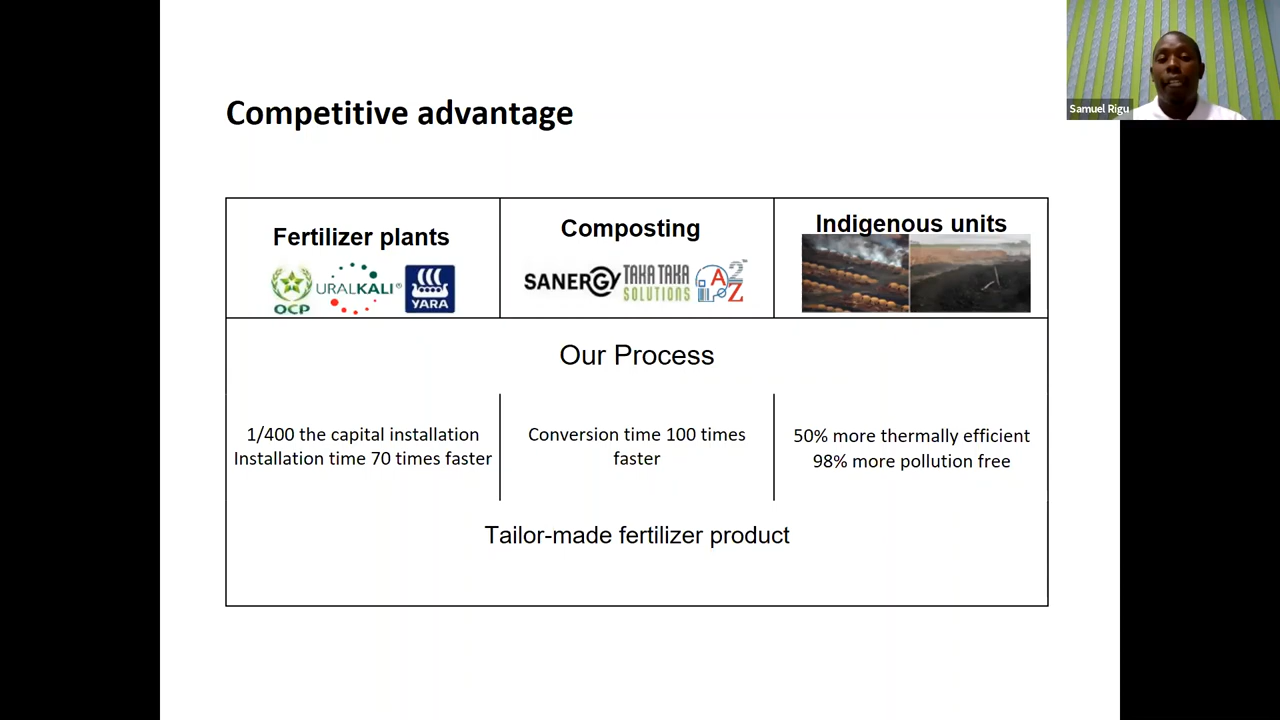 Samuel Rigu
Competitive advantage
Fertilizer plants
OCP
URALKALI®
YARA
Composting
SANERGY
TAKA TAKA
SOLUTIONS
A2Z
Indigenous units
Our Process
1/400 the capital installation
Installation time 70 times faster
Conversion time 100 times
faster
50% more thermally efficient
98% more pollution free
Tailor-made fertilizer product